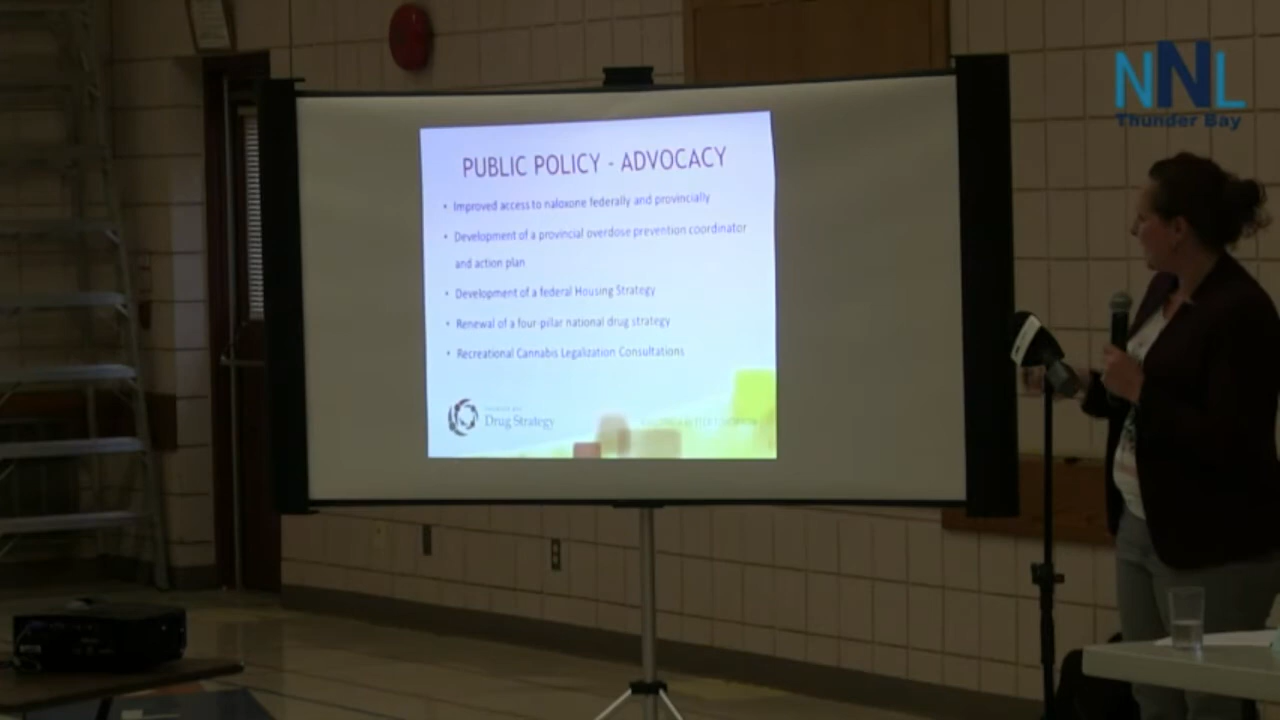 NNL
Thunder Bay
PUBLIC POLICY - ADVOCACY
• Improved access to naloxone federally and provincially
• Development of a provincial overdose prevention coordinator
and action plan
• Development of a federal Housing Strategy
• Renewal of a four-pillar national drug strategy
• Recreational Cannabis Legalization Consultations
Drug Strategy